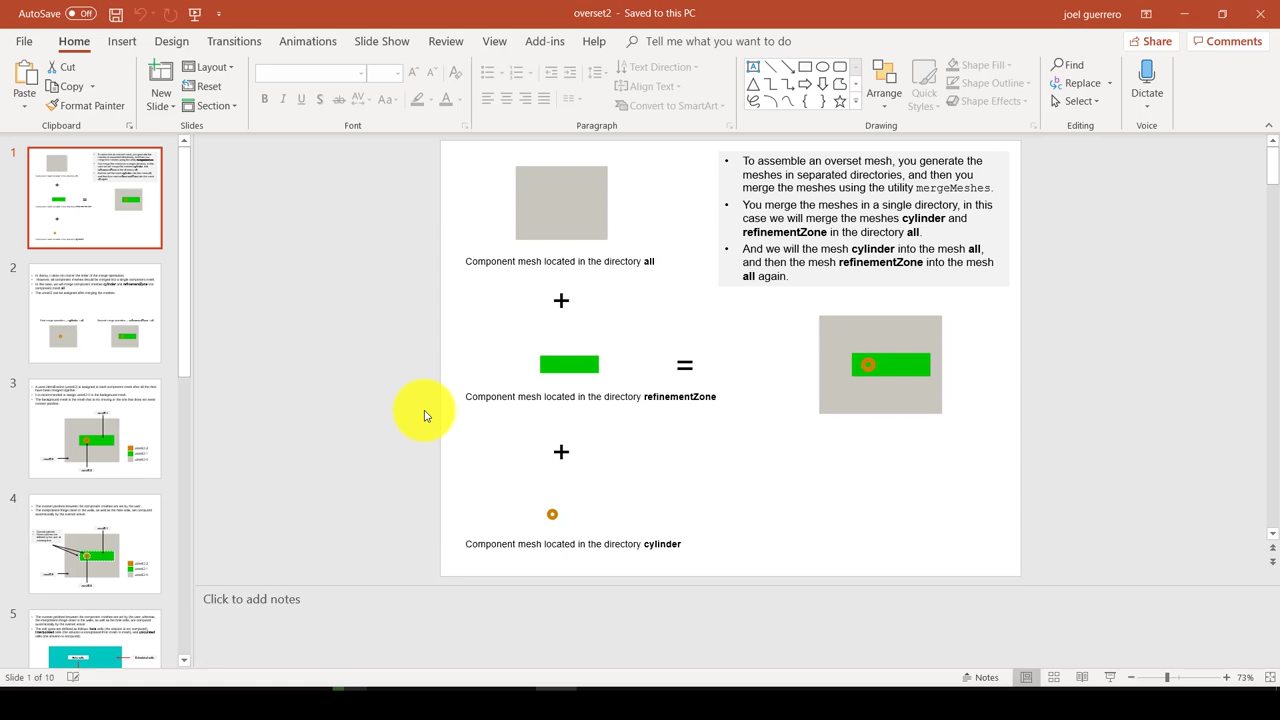 AutoSave Off
overset2 - Saved to this PC
joel guerrero
File Home Insert Design Transitions Animations Slide Show Review View Add-ins Help Tell me what you want to do Share Comments
Paste
Cut
Copy
Format Painter
New Slide
Layout
Reset
Section
Text Direction
Align Text
Convert to SmartArt
Arrange
Quick Styles
Shape Fill
Shape Outline
Shape Effects
Find
Replace
Select
Dictate
Clipboard Slides Font Paragraph Drawing Editing Voice
1
2
3
4
5
• To assemble overset mesh, you generate the
meshes in separated directories, and then you
merge the meshes using the utility mergeMeshes.
• You merge the meshes in a single directory, in this
case we will merge the meshes cylinder and
refinementZone in the directory all.
• And we will the mesh cylinder into the mesh all,
and then the mesh refinementZone into the mesh
all again.
Component mesh located in the directory all
+
=
Component mesh located in the directory refinementZone
+
Component mesh located in the directory cylinder
Click to add notes
Slide 1 of 10
Notes
73%